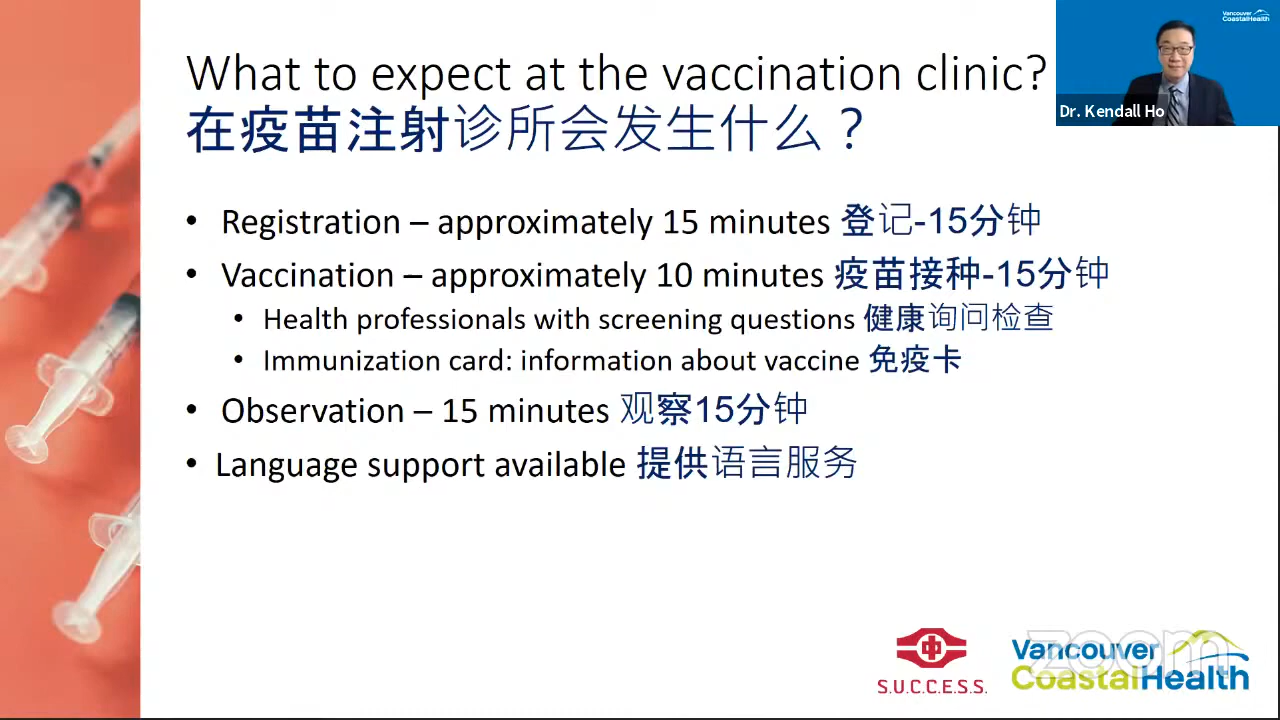 What to expect at the vaccination clinic?
在疫苗注射诊所会发生什么？
Vancouver
CoastalHealth
Dr. Kendall Ho
• Registration – approximately 15 minutes 登记-15分钟
• Vaccination – approximately 10 minutes 疫苗接种-15分钟
• Health professionals with screening questions 健康询问检查
• Immunization card: information about vaccine 免疫卡
• Observation – 15 minutes 观察15分钟
• Language support available 提供语言服务
S.U.C.C.E.S.S.
Vancouver
CoastalHealth
zoom